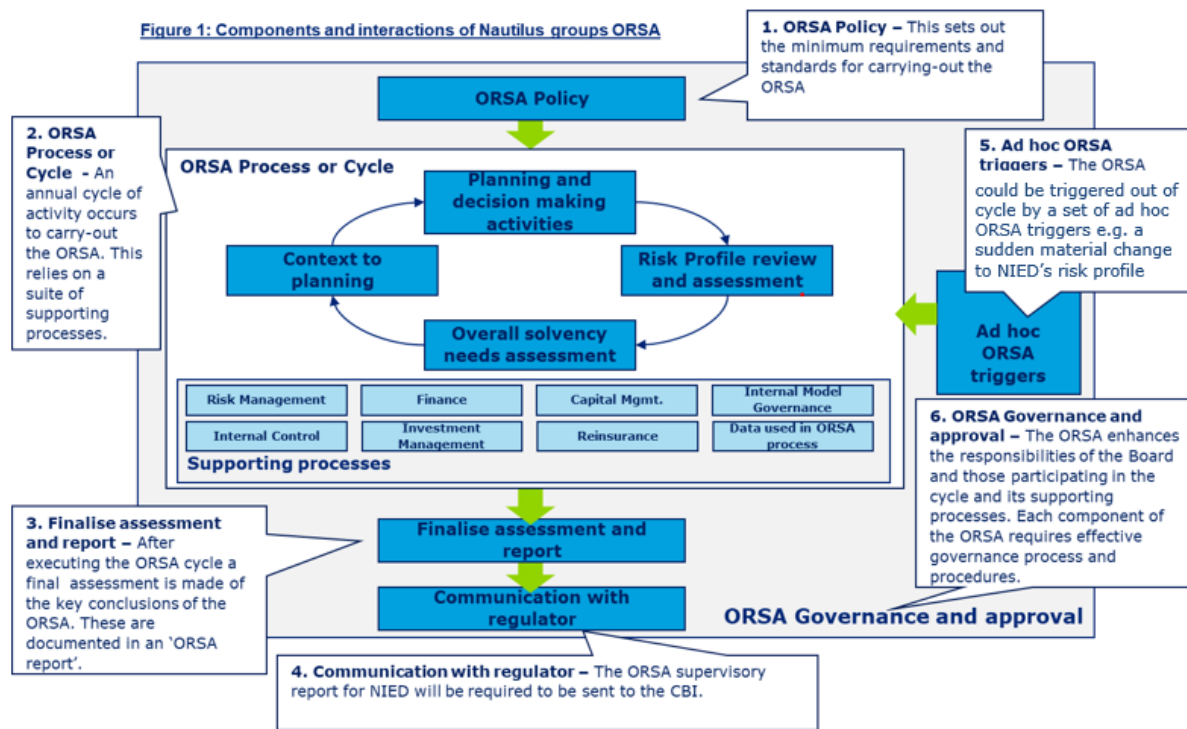 Figure 1: Components and interactions of Nautilus groups ORSA
1. ORSA Policy – This sets out
the minimum requirements and
standards for carrying-out the
ORSA
ORSA Policy
2. ORSA
Process or
Cycle - An
annual cycle of
activity occurs
to carry-out
the ORSA. This
relies on a
suite of
supporting
processes.
ORSA Process or Cycle
Planning and
decision making
activities
Context to
planning
Risk Profile review
and assessment
Overall solvency
needs assessment
5. Ad hoc ORSA
triggers – The ORSA
could be triggered out of
cycle by a set of ad hoc
ORSA triggers e.g. a
sudden material change
to NIED's risk profile
Ad hoc
ORSA
triggers
Risk Management
Finance
Capital Mgmt.
Internal Model
Governance
Internal Control
Investment
Management
Reinsurance
Data used in ORSA
process
Supporting processes
6. ORSA Governance and
approval – The ORSA enhances
the responsibilities of the Board
and those participating in the
cycle and its supporting
processes. Each component of
the ORSA requires effective
governance process and
procedures.
3. Finalise assessment
and report – After
executing the ORSA cycle a
final assessment is made of
the key conclusions of the
ORSA. These are
documented in an 'ORSA
report'.
Finalise assessment and
report
Communication with
regulator
ORSA Governance and approval
4. Communication with regulator – The ORSA supervisory
report for NIED will be required to be sent to the CBI.